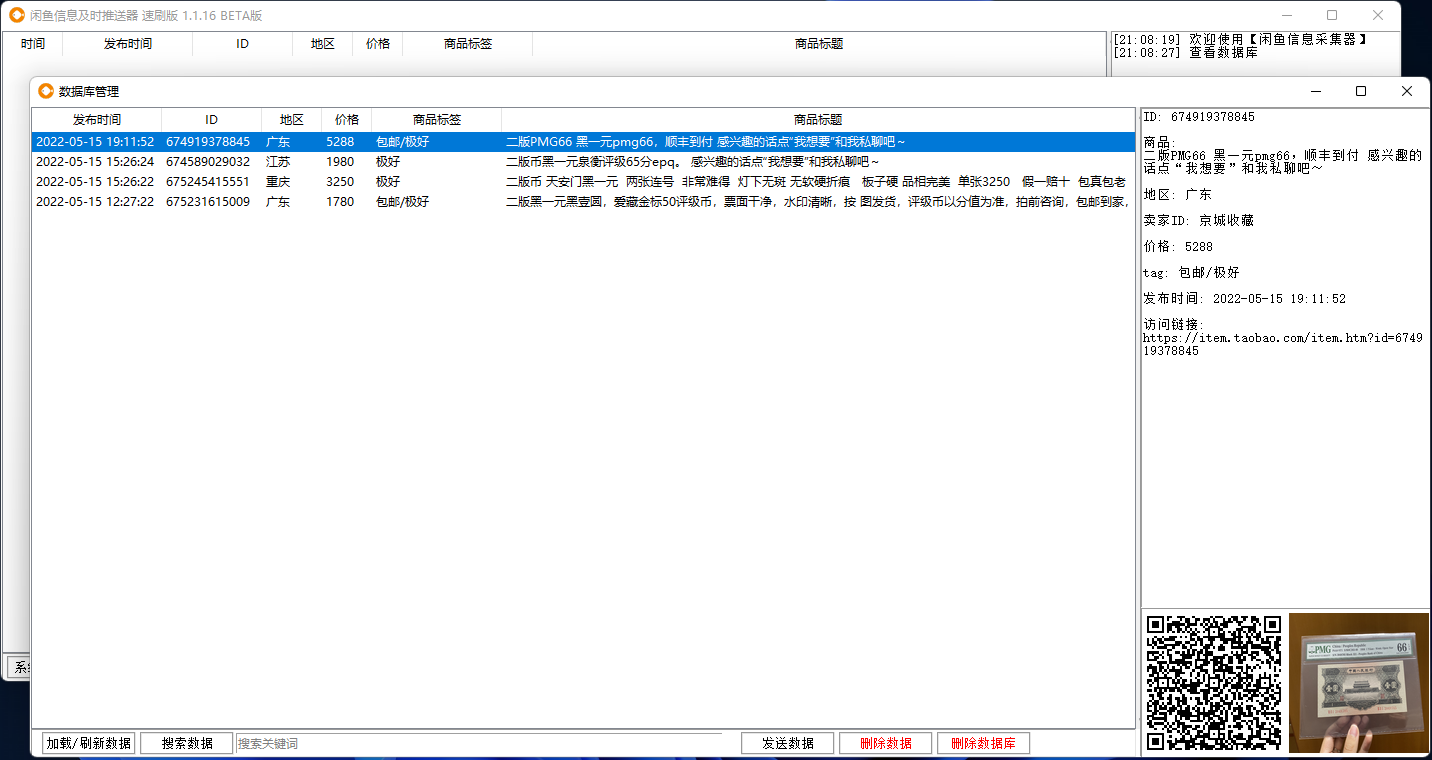 闲鱼信息及时推送器 速刷版 1.1.16 BETA版
时间 发布时间 ID 地区 价格 商品标签 商品标题
[21:08:19] 欢迎使用【闲鱼信息采集器】
[21:08:27] 查看数据库
数据库管理
发布时间 ID 地区 价格 商品标签 商品标题
2022-05-15 19:11:52 674919378845 广东 5288 包邮/极好 二版PMG66 黑一元pmg66，顺丰到付 感兴趣的话点“我想要”和我私聊吧～
2022-05-15 15:26:24 674589029032 江苏 1980 极好 二版币黑一元泉衡评级65分epq。 感兴趣的话点“我想要”和我私聊吧～
2022-05-15 15:26:22 675245415551 重庆 3250 极好 二版币 天安门黑一元 两张连号 非常难得 灯下无斑 无软硬折痕 板子硬 品相完美 单张3250 假一赔十 包真包老
2022-05-15 12:27:22 675231615009 广东 1780 包邮/极好 二版黑一元黑壹圆，爱藏金标50评级币，票面干净，水印清晰，按 图发货，评级币以分值为准，拍前咨询，包邮到家，
ID: 674919378845
商品:
二版PMG66 黑一元pmg66，顺丰到付 感兴趣的
话点“我想要”和我私聊吧～
地区: 广东
卖家ID: 京城收藏
价格: 5288
tag: 包邮/极好
发布时间: 2022-05-15 19:11:52
访问链接:
https://item.taobao.com/item.htm?id=6749
19378845
PMG
66
系
加载/刷新数据 搜索数据 搜索关键词 发送数据 删除数据 删除数据库